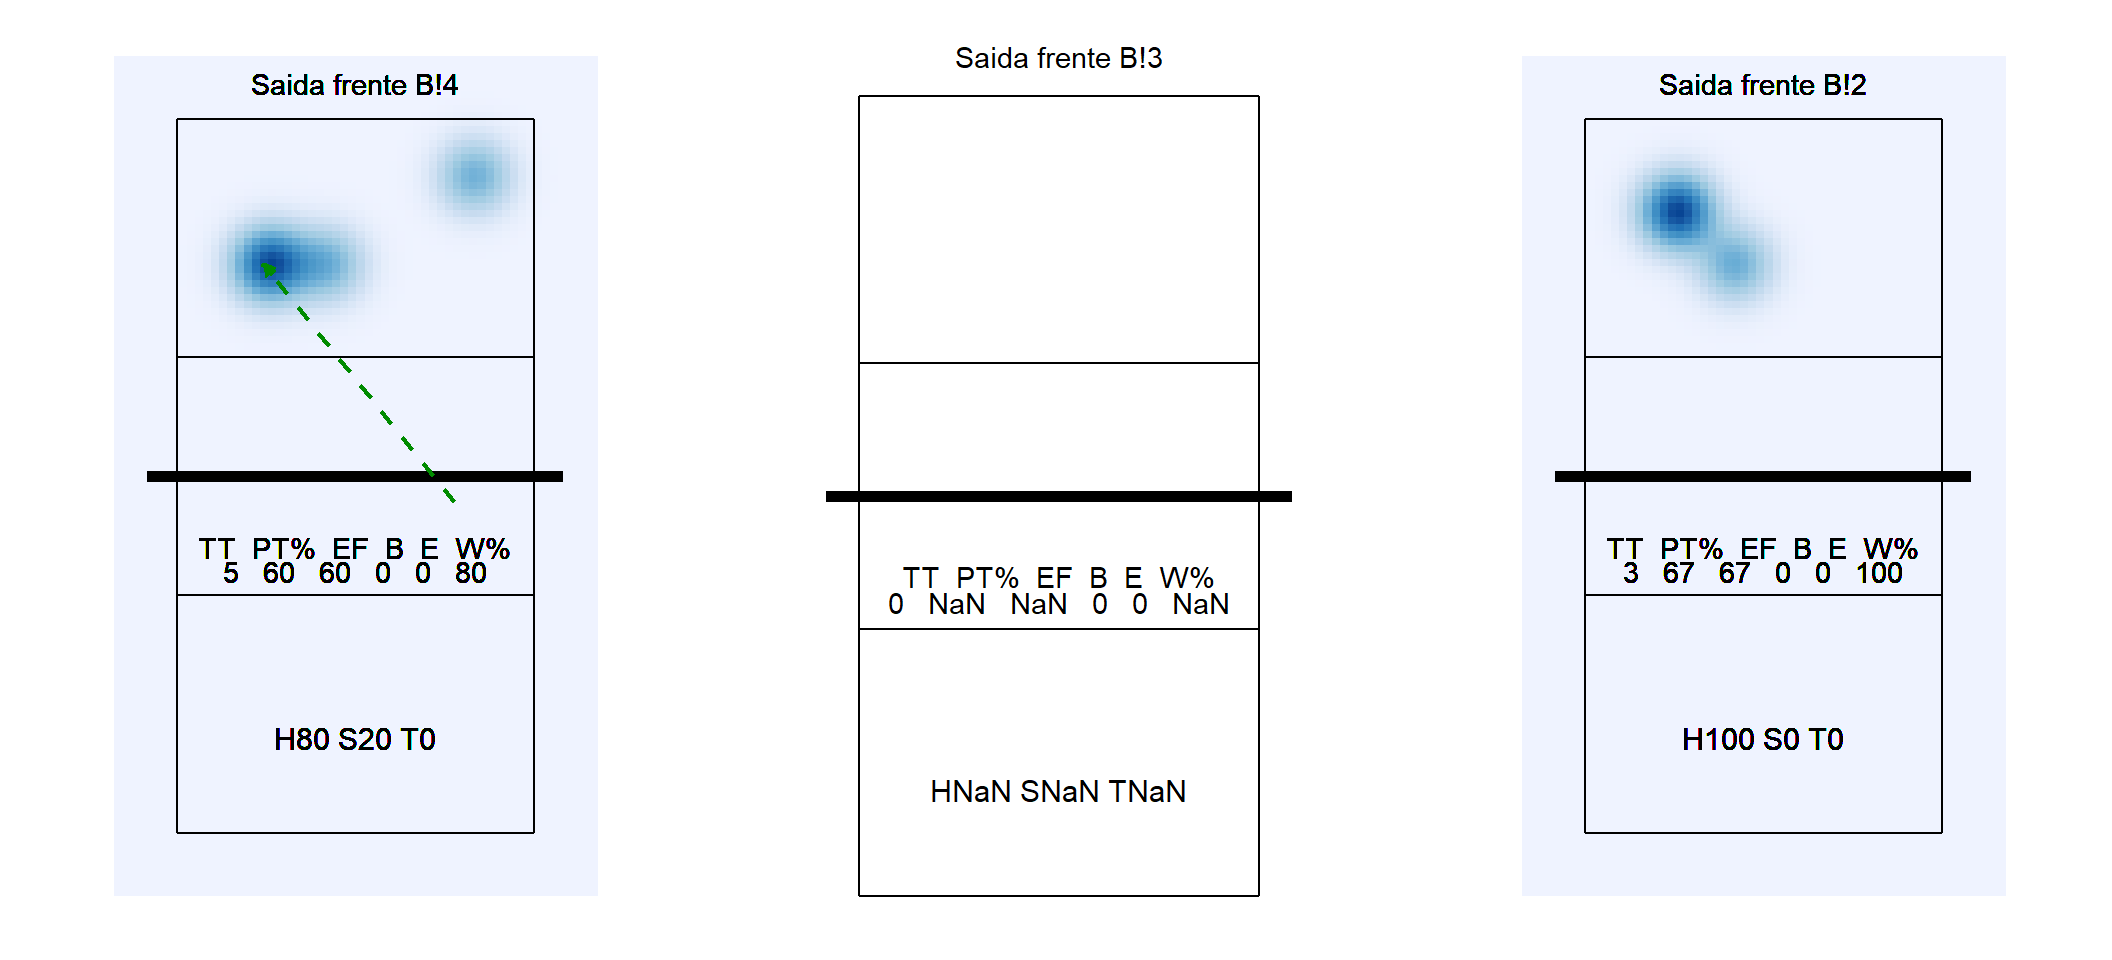 Saida frente B!4
TT PT% EF B E W%
5 60 60 0 0 80
H80 S20 T0
Saida frente B!3
TT PT% EF B E W%
0 NaN NaN 0 0 NaN
HNaN SNaN TNaN
Saida frente B!2
TT PT% EF B E W%
3 67 67 0 0 100
H100 S0 T0